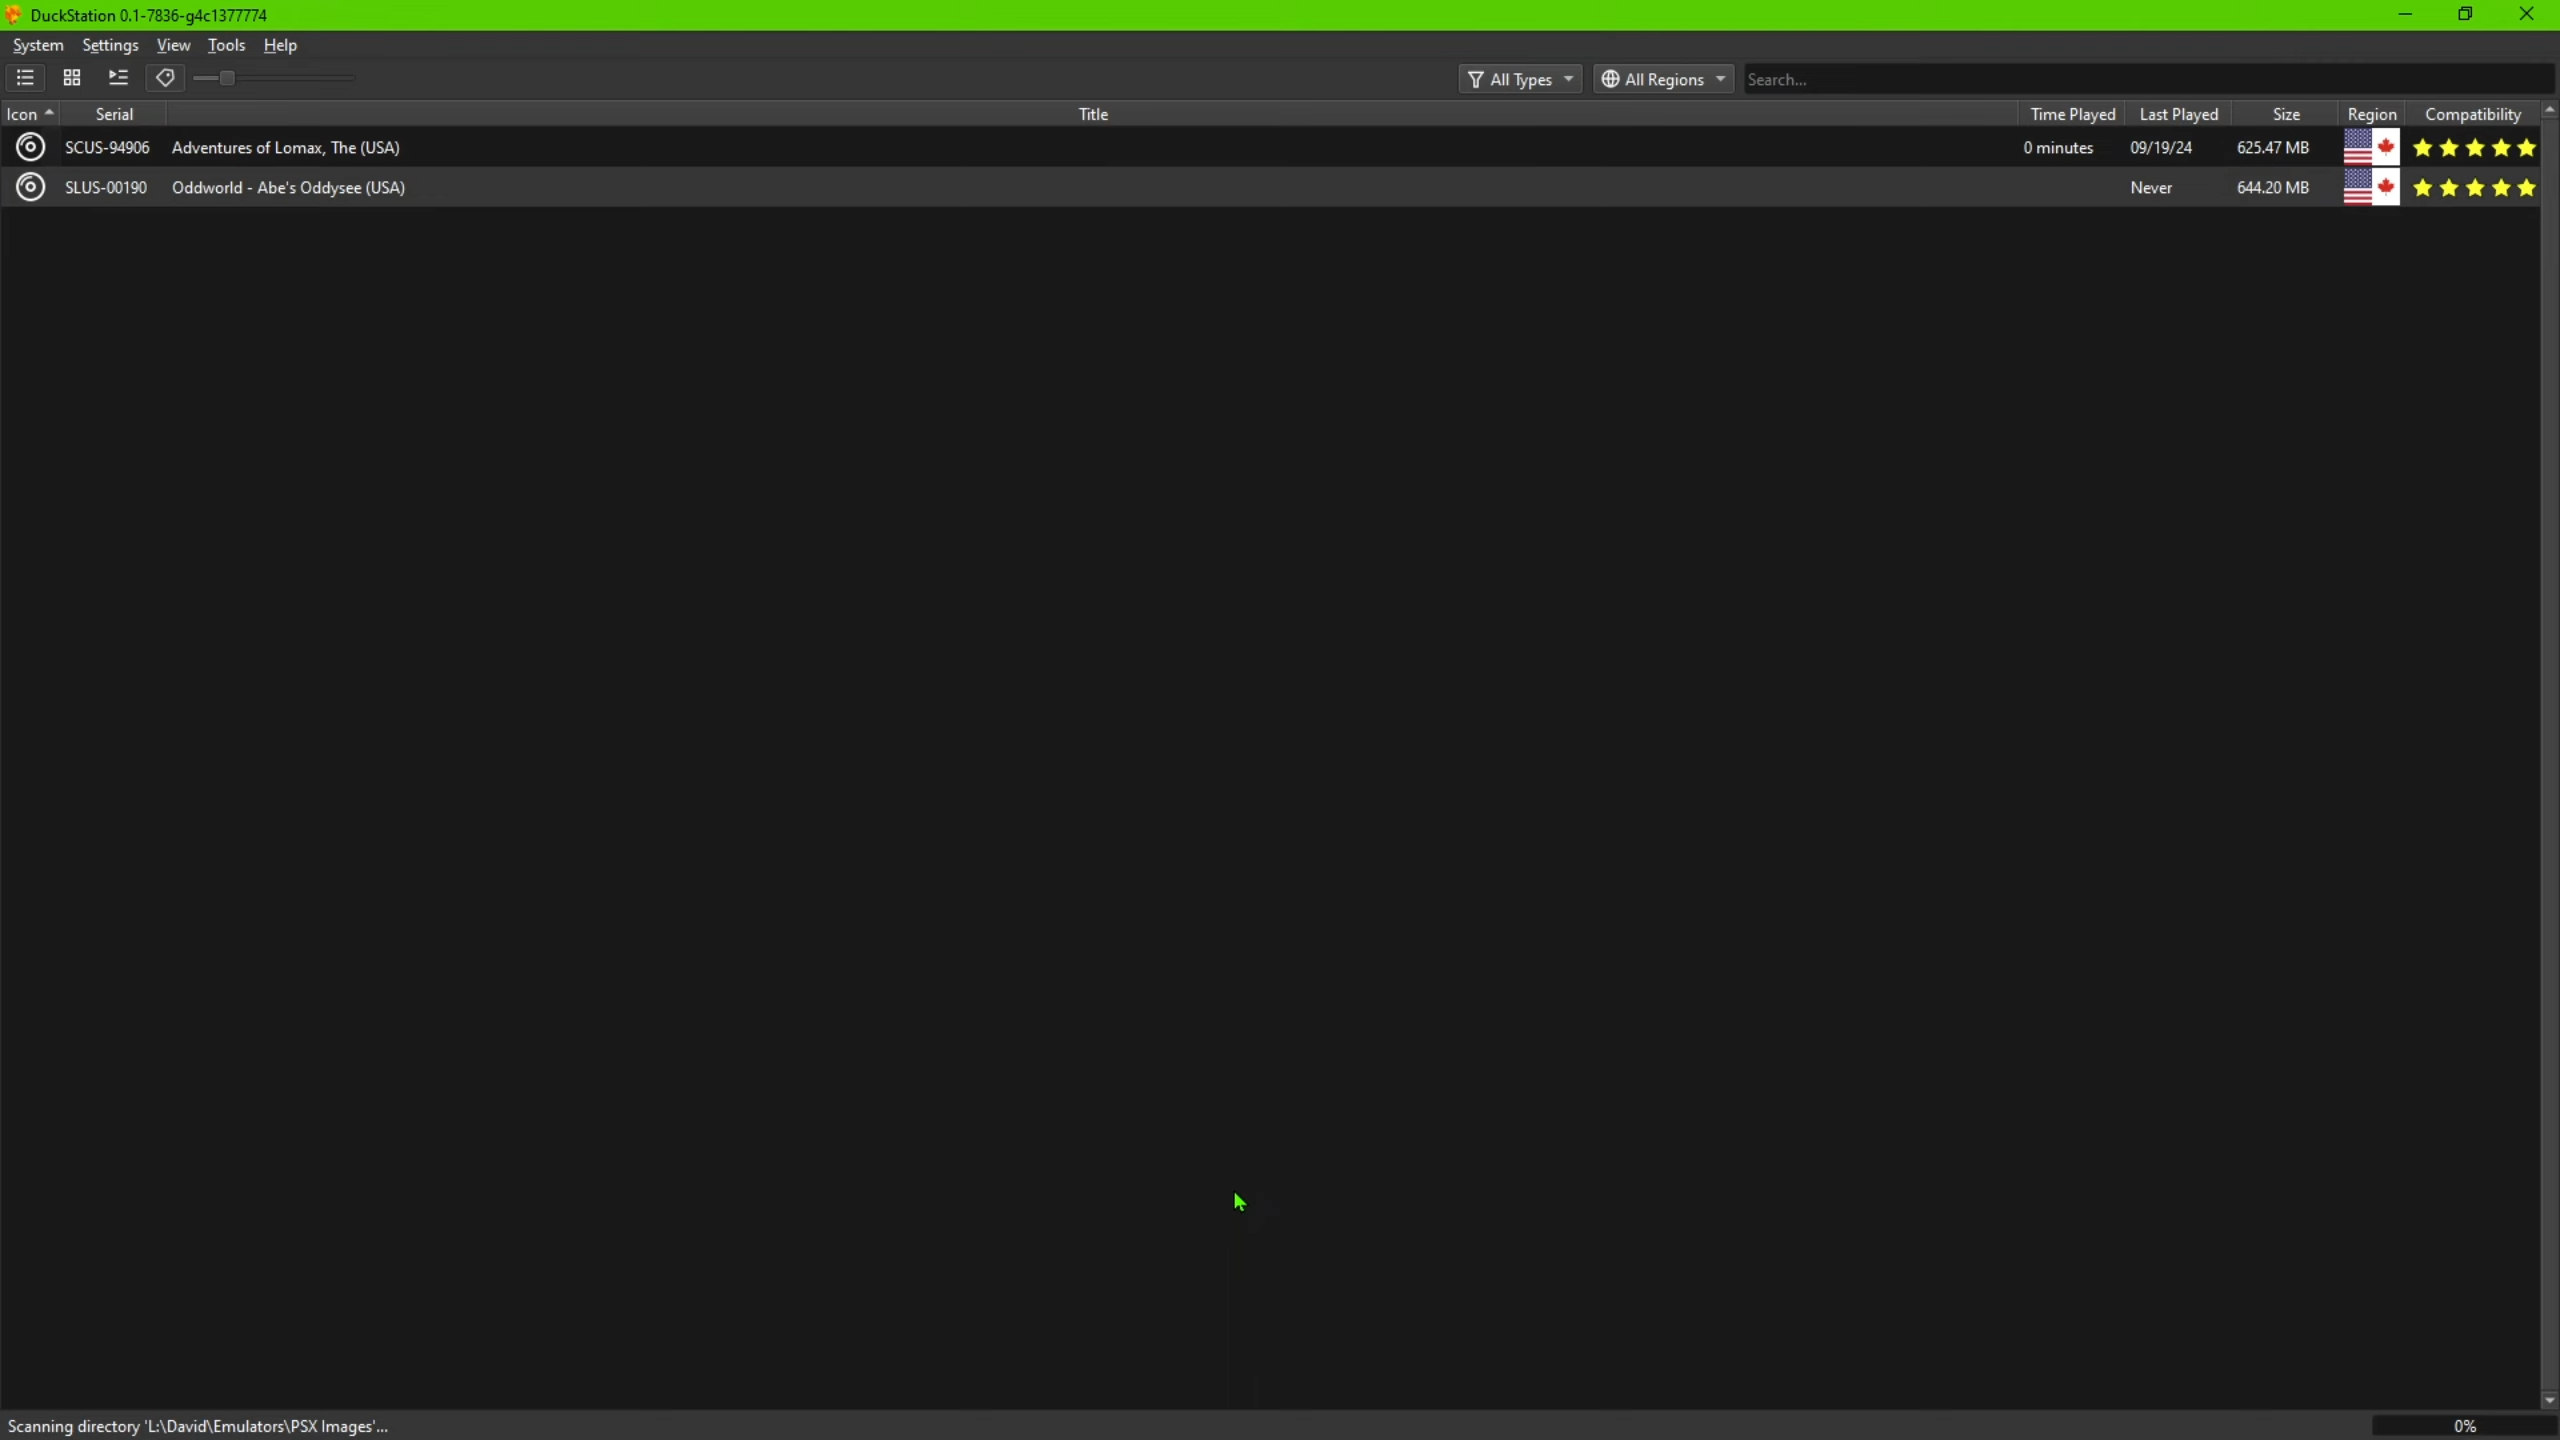 DuckStation 0.1-7836-g4c1377774
System Settings View Tools Help
All Types All Regions Search...
Icon Serial Title Time Played Last Played Size Region Compatibility
SCUS-94906 Adventures of Lomax, The (USA) 0 minutes 09/19/24 625.47 MB
SLUS-00190 Oddworld - Abe's Oddysee (USA) Never 644.20 MB
Scanning directory 'L:\David\Emulators\PSX Images'... 0%